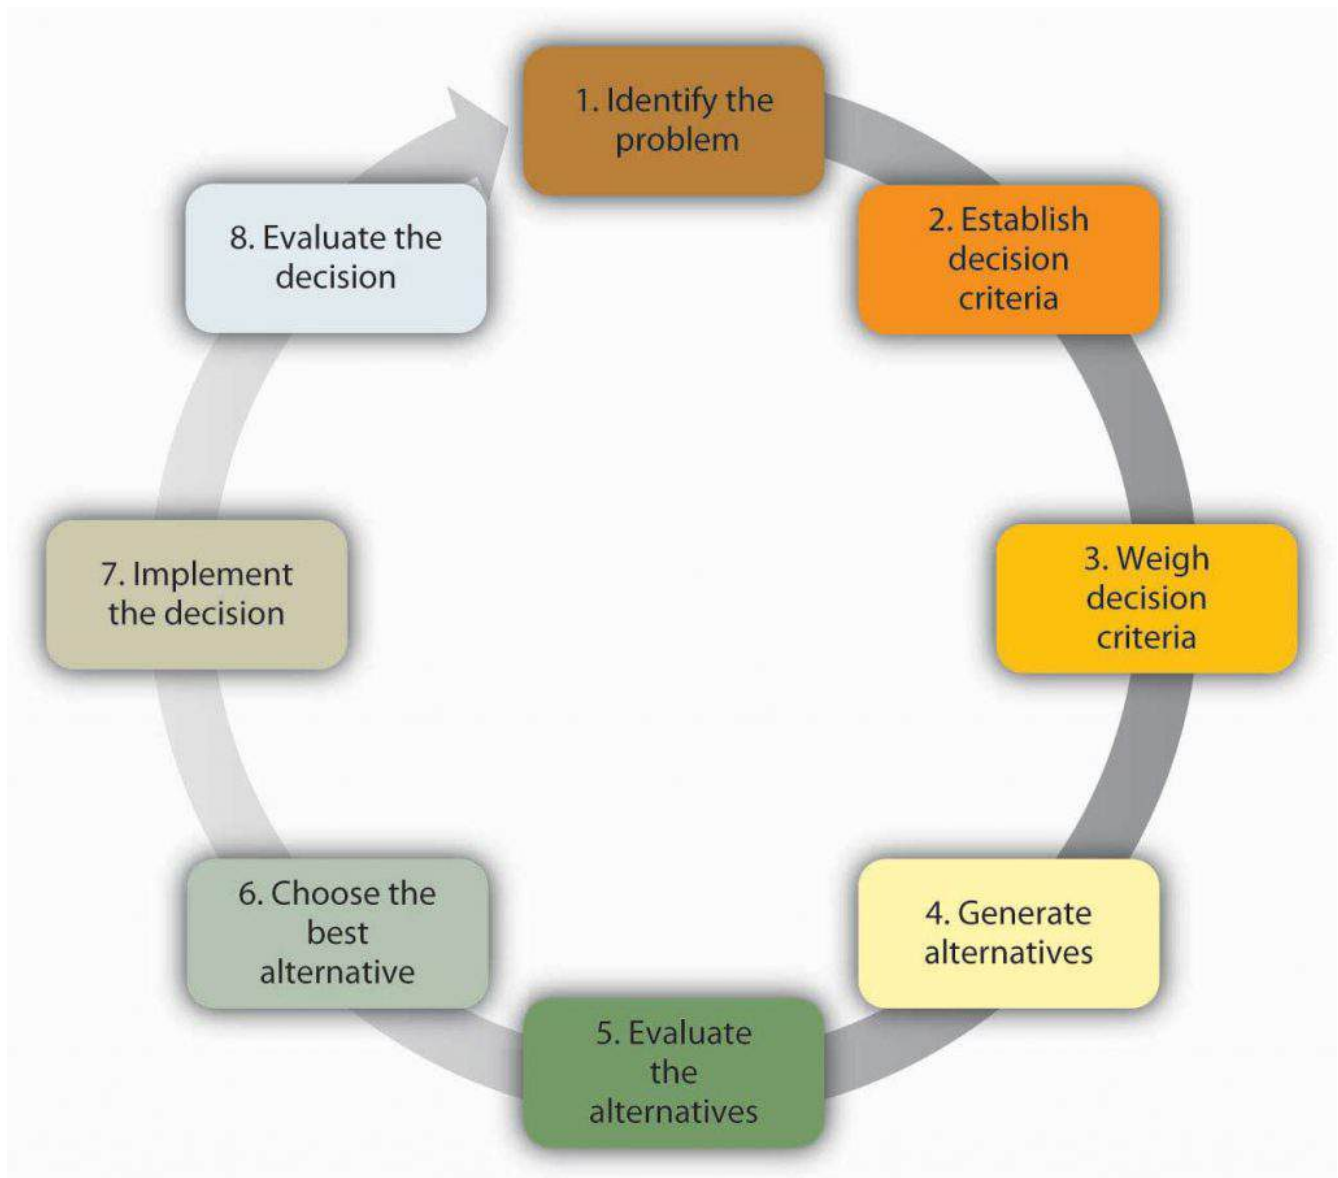 1. Identify the
problem
2. Establish
decision
criteria
3. Weigh
decision
criteria
4. Generate
alternatives
5. Evaluate
the
alternatives
6. Choose the
best
alternative
7. Implement
the decision
8. Evaluate the
decision